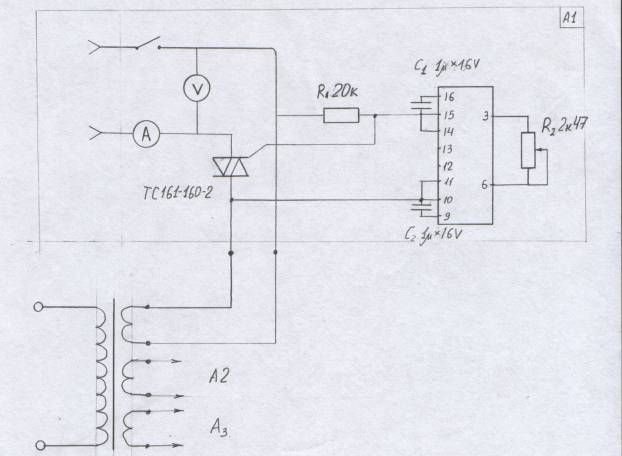 A1
C₁ 1µ×16V
R₁ 20к
V
16
15
14
3
R₂ 2к47
A
13
12
TC161-160-2
11
10
6
9
C₂ 1µ×16V
A2
A₃